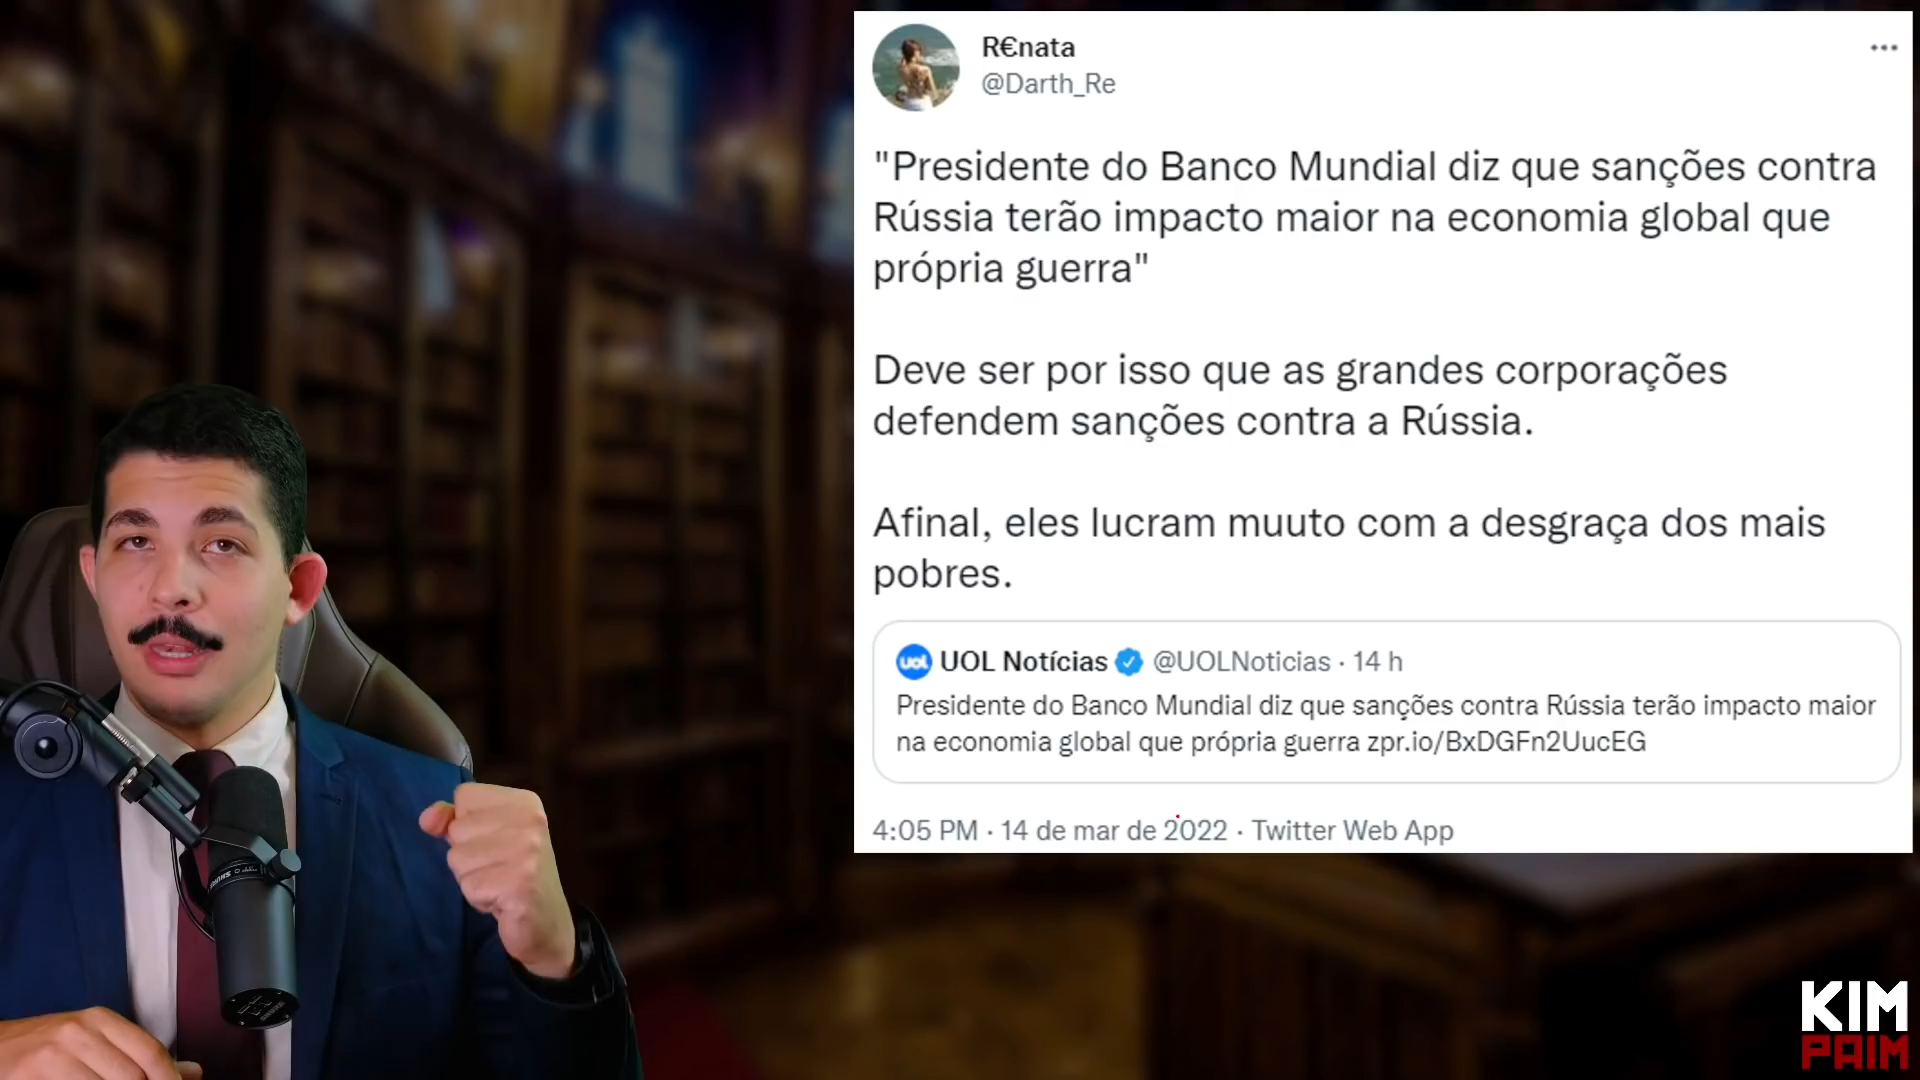 R€nata
@Darth_Re
"Presidente do Banco Mundial diz que sanções contra
Rússia terão impacto maior na economia global que
própria guerra"
Deve ser por isso que as grandes corporações
defendem sanções contra a Rússia.
Afinal, eles lucram muuto com a desgraça dos mais
pobres.
uol UOL Notícias @UOLNoticias · 14 h
Presidente do Banco Mundial diz que sanções contra Rússia terão impacto maior
na economia global que própria guerra zpr.io/BxDGFn2UucEG
4:05 PM · 14 de mar de 2022 · Twitter Web App
SHURE
KIM
PAIM